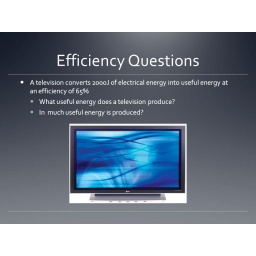 Efficiency Questions
A television converts 2000J of electrical energy into useful energy at
an efficiency of 65%
What useful energy does a television produce?
In much useful energy is produced?